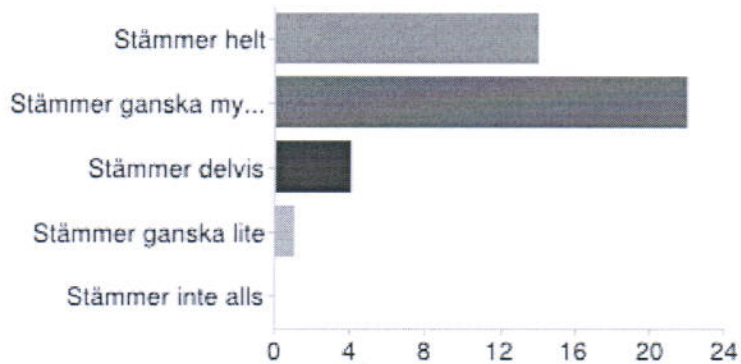 Stämmer helt
Stämmer ganska my...
Stämmer delvis
Stämmer ganska lite
Stämmer inte alls
0 4 8 12 16 20 24